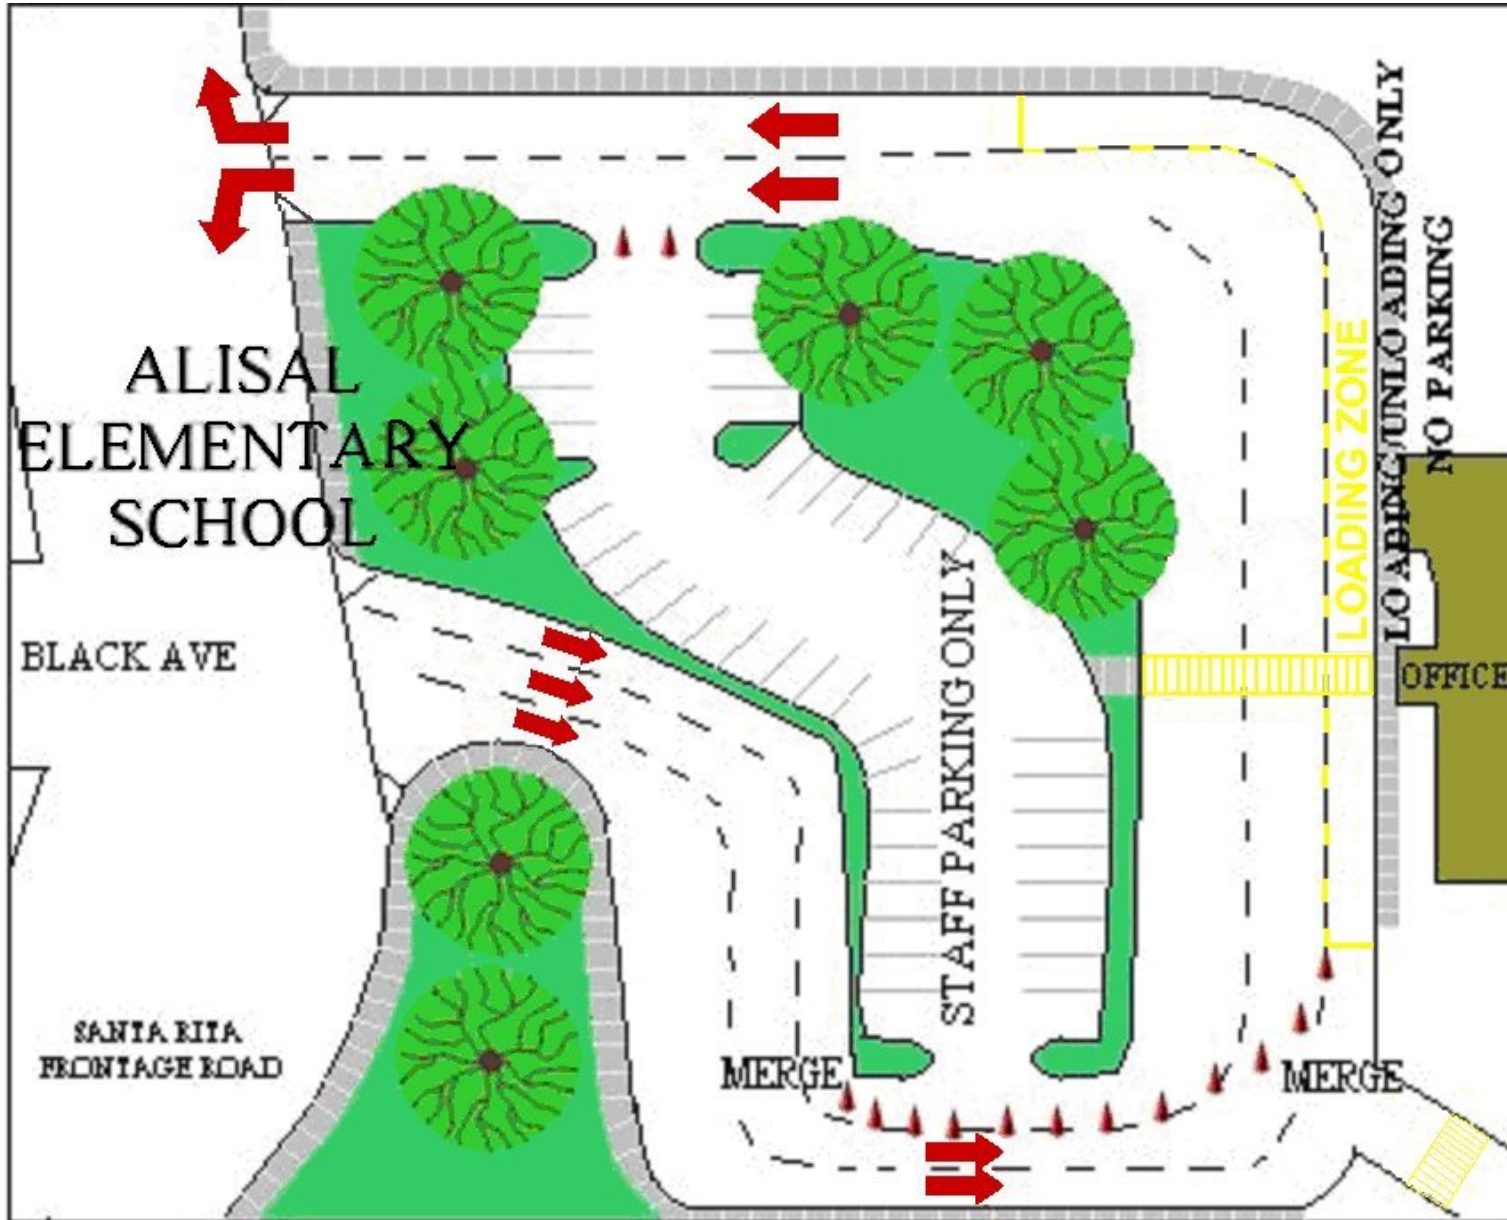 ALISAL
ELEMENTARY
SCHOOL
BLACK AVE
SANTA RITA
FRONTAGE ROAD
MERGE
STAFF PARKING ONLY
MERGE
LOADING ZONE
LOADING/UNLOADING ONLY
NO PARKING
OFFICE